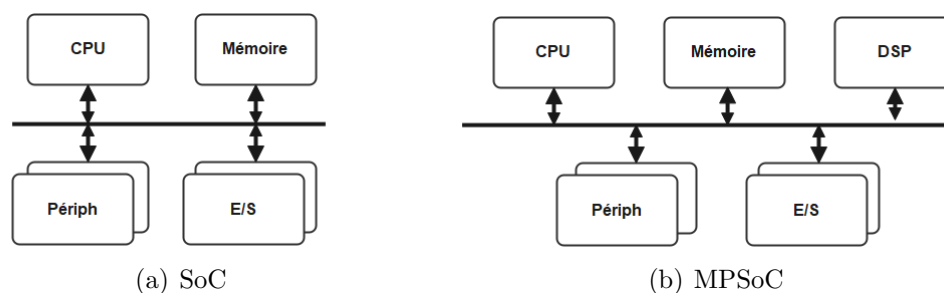 CPU
Mémoire
Périph
E/S
(a) SoC
CPU
Mémoire
DSP
Périph
E/S
(b) MPSoC